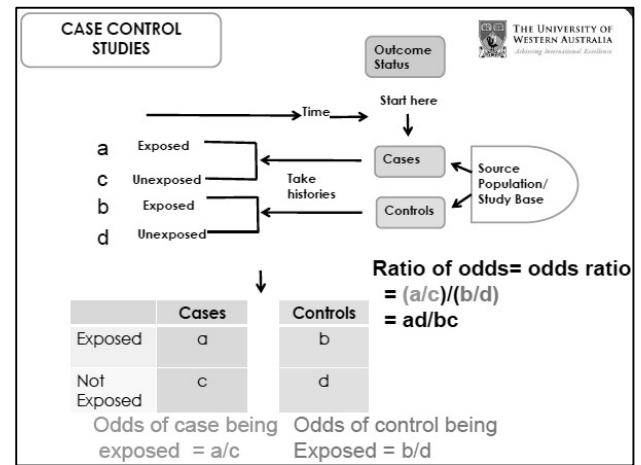 CASE CONTROL
STUDIES
THE UNIVERSITY OF
WESTERN AUSTRALIA
Achieving International Excellence
Outcome
Status
Time
Start here
a Exposed
c Unexposed
b Exposed
d Unexposed
Take
histories
Cases
Controls
Source
Population/
Study Base
Ratio of odds= odds ratio
= (a/c)/(b/d)
= ad/bc
Cases Controls
Exposed a b
Not
Exposed c d
Odds of case being
exposed = a/c
Odds of control being
Exposed = b/d